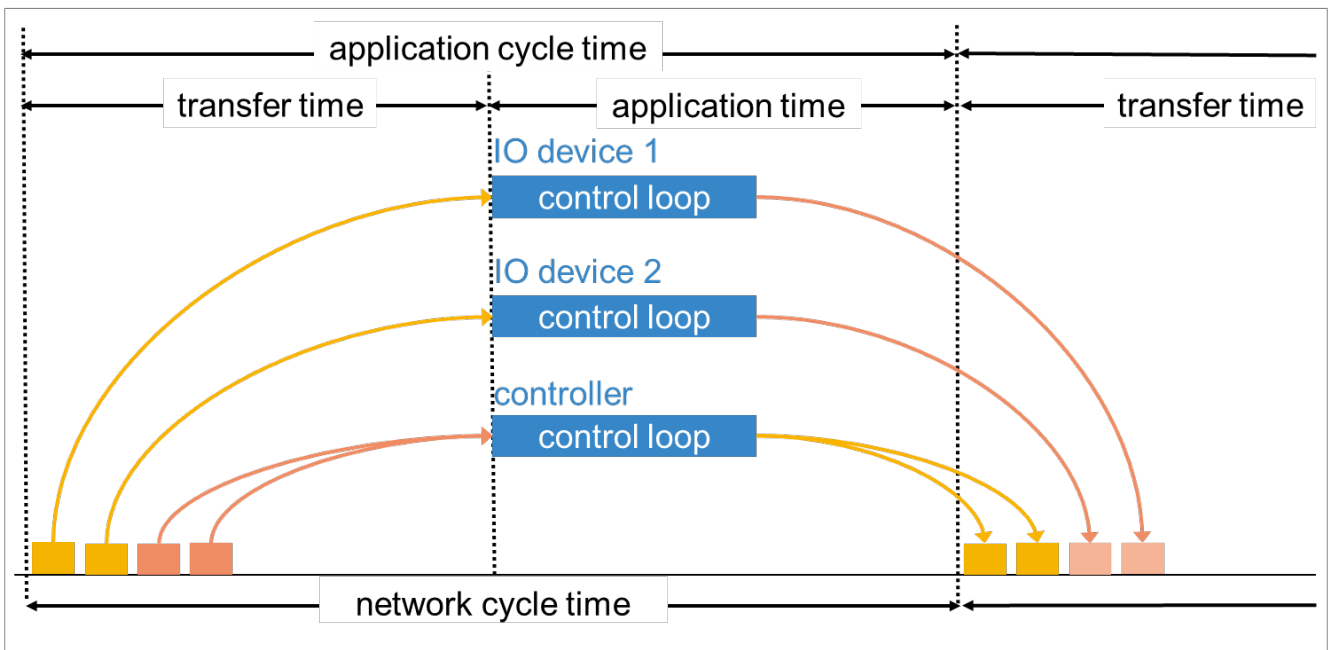 application cycle time
transfer time
application time
transfer time
IO device 1
control loop
IO device 2
control loop
controller
control loop
network cycle time